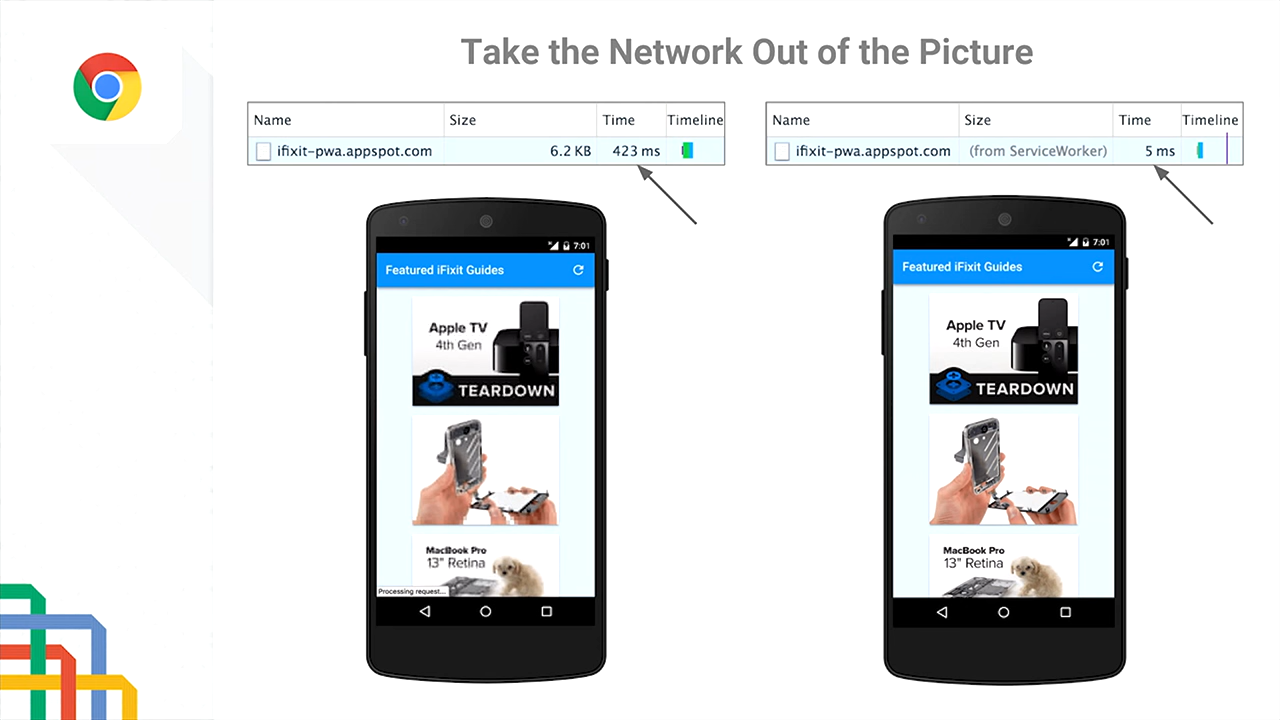 Take the Network Out of the Picture
Name Size Time Timeline
ifixit-pwa.appspot.com 6.2 KB 423 ms
7:01
Featured iFixit Guides
Apple TV
4th Gen
TEARDOWN
MacBook Pro
13" Retina
Processing request...
Name Size Time Timeline
ifixit-pwa.appspot.com (from ServiceWorker) 5 ms
7:01
Featured iFixit Guides
Apple TV
4th Gen
TEARDOWN
MacBook Pro
13" Retina